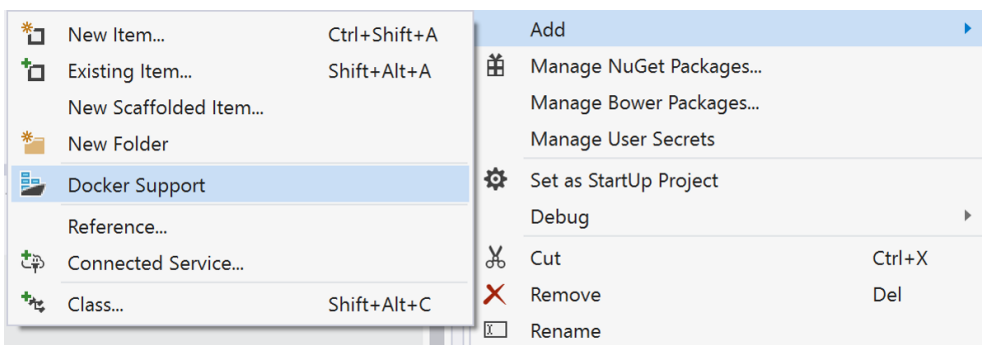 New Item... Ctrl+Shift+A
Existing Item... Shift+Alt+A
New Scaffolded Item...
New Folder
Docker Support
Reference...
Connected Service...
Class... Shift+Alt+C
Add
Manage NuGet Packages...
Manage Bower Packages...
Manage User Secrets
Set as StartUp Project
Debug
Cut Ctrl+X
Remove Del
Rename